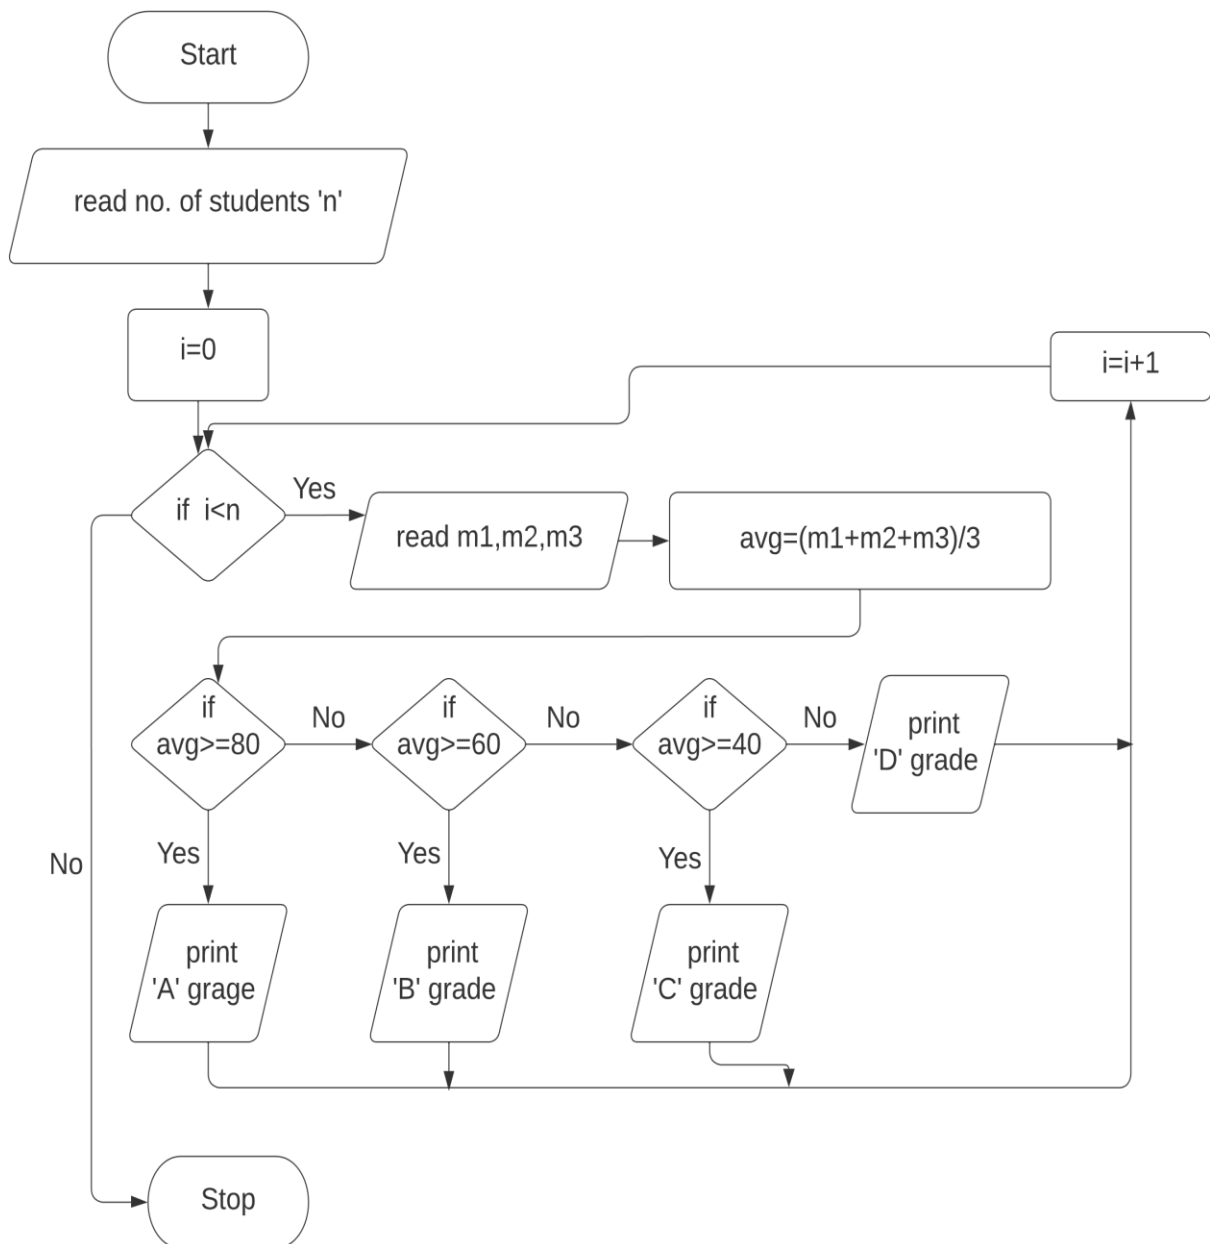 Start
read no. of students 'n'
i=0
i=i+1
if i<n
Yes
read m1,m2,m3
avg=(m1+m2+m3)/3
if
avg>=80
No
if
avg>=60
No
if
avg>=40
No
print
'D' grade
No
Yes
Yes
Yes
print
'A' grage
print
'B' grade
print
'C' grade
Stop